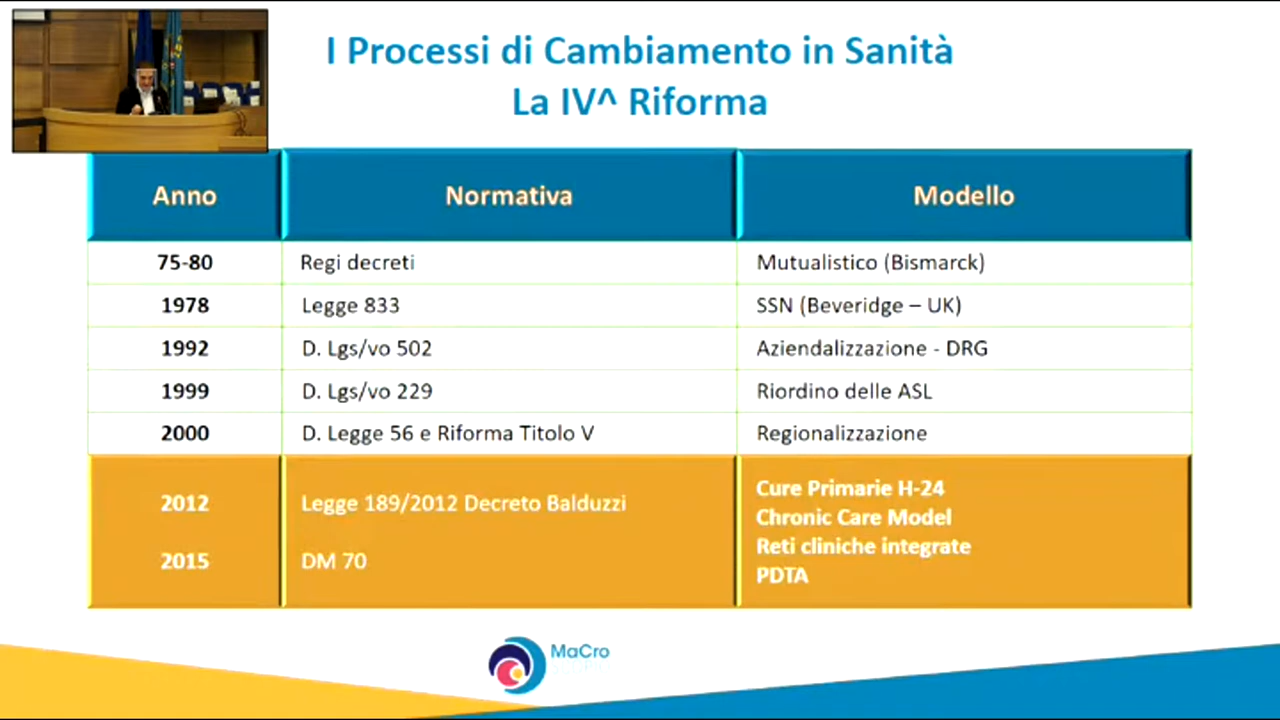 I Processi di Cambiamento in Sanità
La IV^ Riforma
Anno Normativa Modello
75-80 Regi decreti Mutualistico (Bismarck)
1978 Legge 833 SSN (Beveridge – UK)
1992 D. Lgs/vo 502 Aziendalizzazione - DRG
1999 D. Lgs/vo 229 Riordino delle ASL
2000 D. Legge 56 e Riforma Titolo V Regionalizzazione
2012 Legge 189/2012 Decreto Balduzzi
2015 DM 70
Cure Primarie H-24
Chronic Care Model
Reti cliniche integrate
PDTA
MaCro